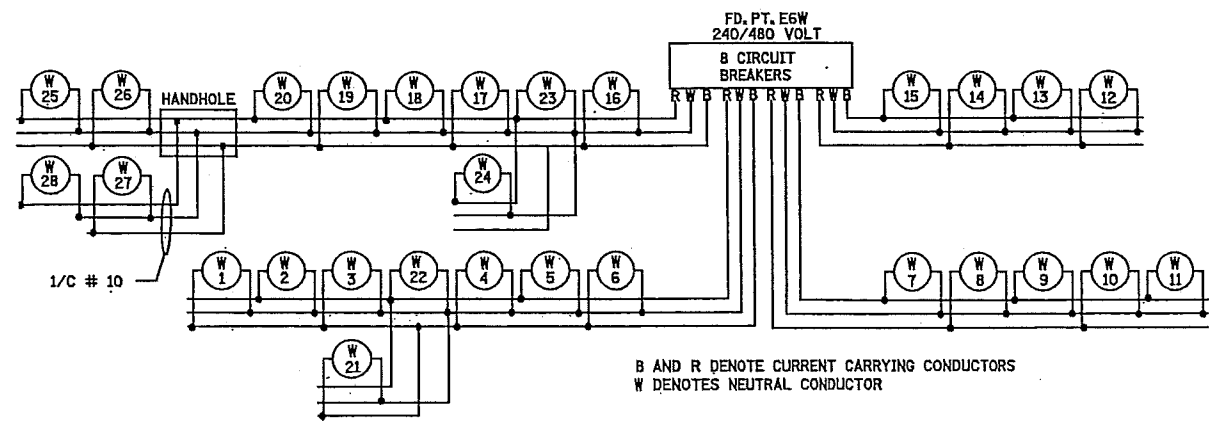 FD. PT. E6W
240/480 VOLT
8 CIRCUIT
BREAKERS
R W B R W B R W B R W B
W 25
W 26
HANDHOLE
W 20
W 19
W 18
W 17
W 23
W 16
W 15
W 14
W 13
W 12
W 28
W 27
W 24
1/C # 10
W 1
W 2
W 3
W 22
W 4
W 5
W 6
W 7
W 8
W 9
W 10
W 11
W 21
B AND R DENOTE CURRENT CARRYING CONDUCTORS
W DENOTES NEUTRAL CONDUCTOR